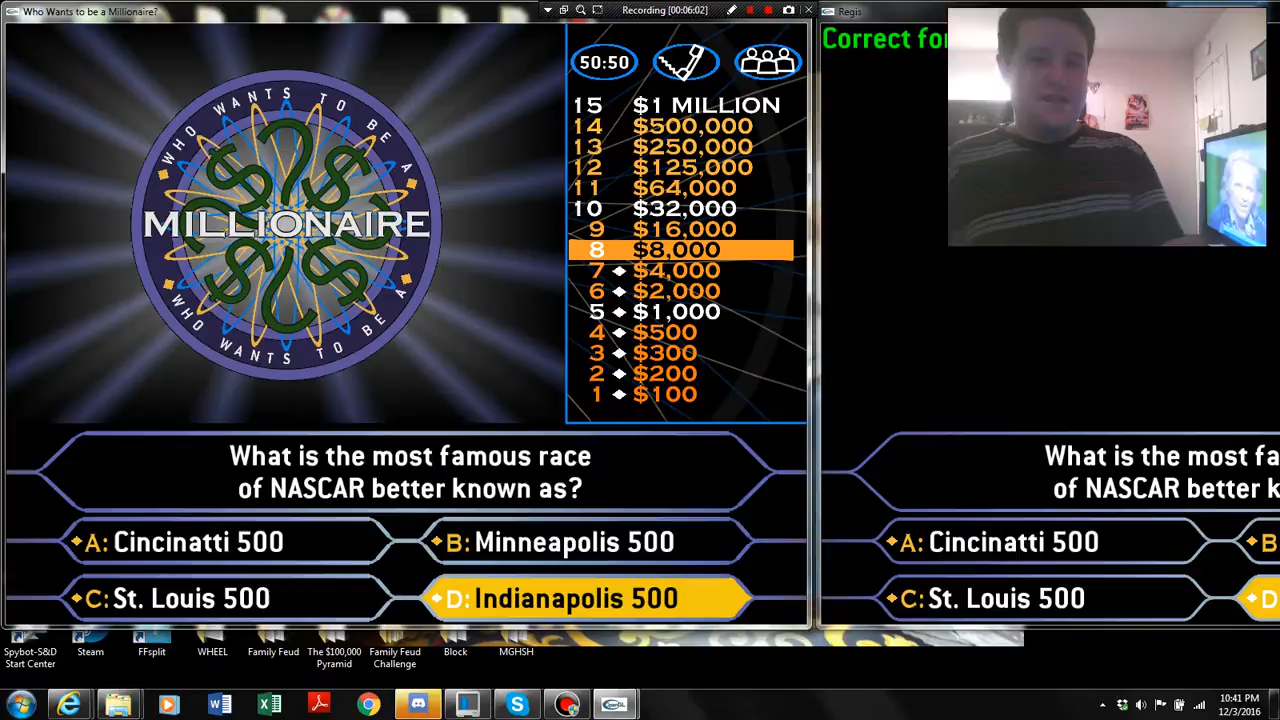 Who Wants to be a Millionaire?
Recording [00:06:02]
Regis
Correct for
WHO WANTS TO BE A
MILLIONAIRE
WHO WANTS TO BE A
50:50
15 $1 MILLION
14 $500,000
13 $250,000
12 $125,000
11 $64,000
10 $32,000
9 $16,000
8 $8,000
7 $4,000
6 $2,000
5 $1,000
4 $500
3 $300
2 $200
1 $100
What is the most famous race
of NASCAR better known as?
A: Cincinatti 500
B: Minneapolis 500
C: St. Louis 500
D: Indianapolis 500
What is the most fa
of NASCAR better k
A: Cincinatti 500
B
C: St. Louis 500
D
Spybot-S&D
Start Center
Steam
FFsplit
WHEEL
Family Feud
The $100,000
Pyramid
Family Feud
Challenge
Block
MGHSH
10:41 PM
12/3/2016